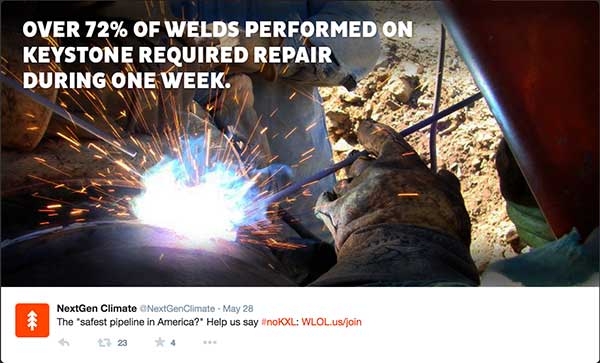 OVER 72% OF WELDS PERFORMED ON
KEYSTONE REQUIRED REPAIR
DURING ONE WEEK.
NextGen Climate @NextGenClimate · May 28
The "safest pipeline in America?" Help us say #noKXL: WLOL.us/join
23 4